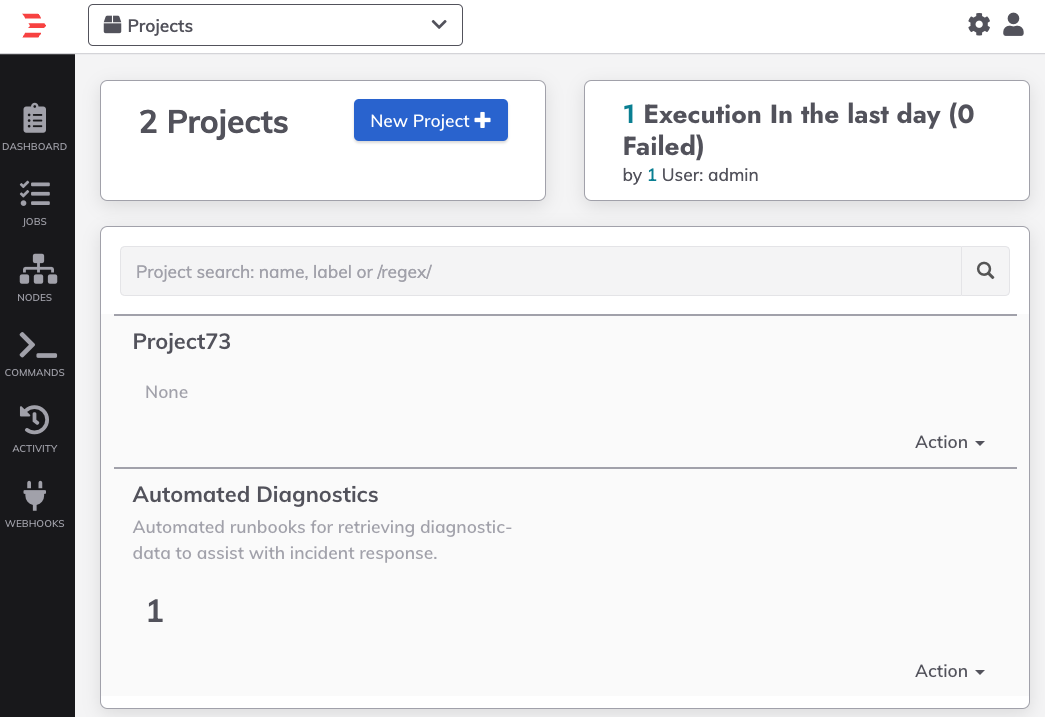 Projects
DASHBOARD
JOBS
NODES
COMMANDS
ACTIVITY
WEBHOOKS
2 Projects
New Project
1 Execution In the last day (0
Failed)
by 1 User: admin
Project search: name, label or /regex/
Project73
None
Action
Automated Diagnostics
Automated runbooks for retrieving diagnostic-
data to assist with incident response.
1
Action